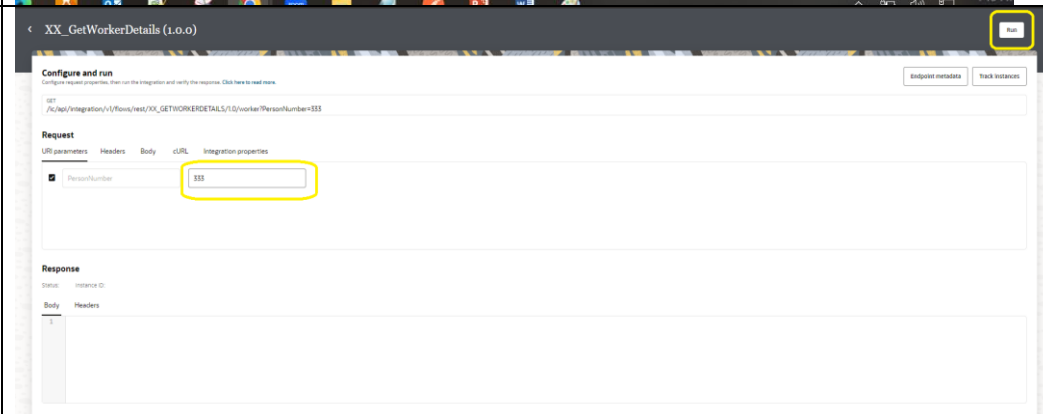 XX_GetWorkerDetails (1.0.0)
Run
Configure and run
Configure request properties, then run the integration and verify the response. Click here to read more.
Endpoint metadata
Track instances
GET
/ic/api/integration/v1/flows/rest/XX_GETWORKERDETAILS/1.0/worker?PersonNumber=333
Request
URI parameters Headers Body cURL Integration properties
PersonNumber 333
Response
Status: Instance ID:
Body Headers
1